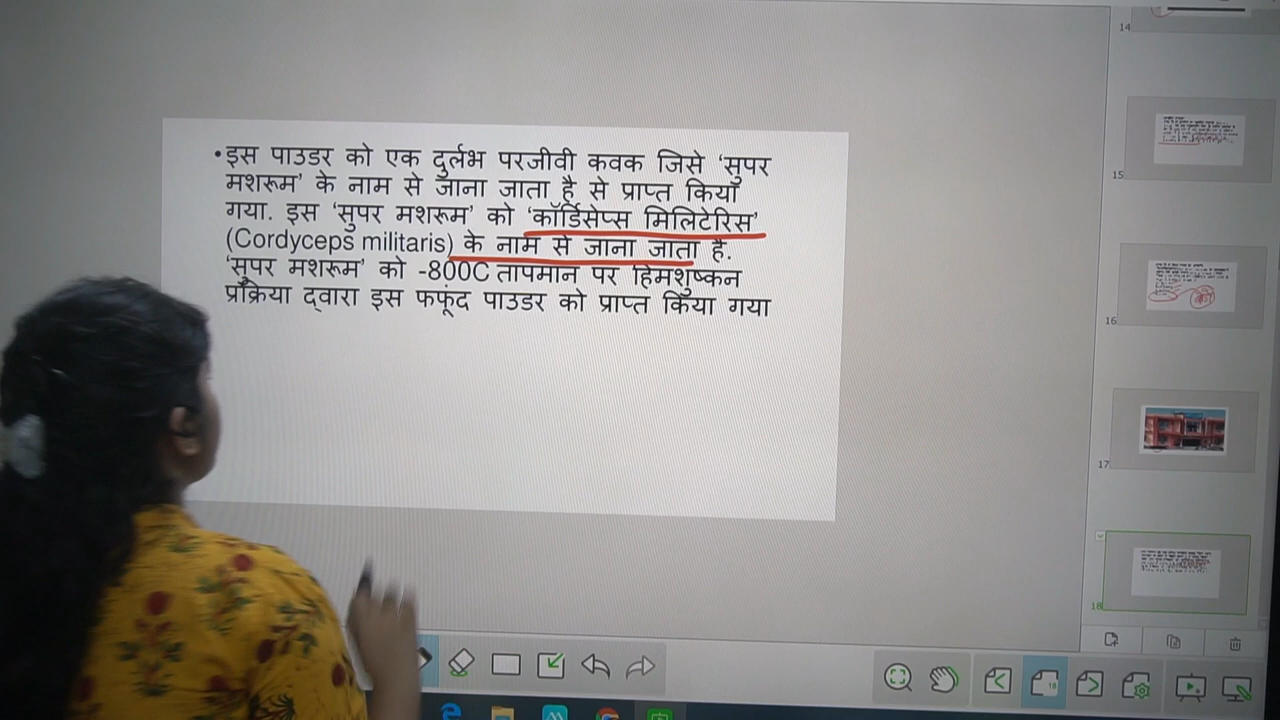 •इस पाउडर को एक दुर्लभ परजीवी कवक जिसे ‘सुपर
मशरूम’ के नाम से जाना जाता है से प्राप्त किया
गया. इस ‘सुपर मशरूम’ को ‘कॉर्डिसेप्स मिलिटेरिस’
(Cordyceps militaris) के नाम से जाना जाता है.
‘सुपर मशरूम’ को -800C तापमान पर हिमशुष्कन
प्रक्रिया द्वारा इस फफूंद पाउडर को प्राप्त किया गया
14
15
16
17
18
18